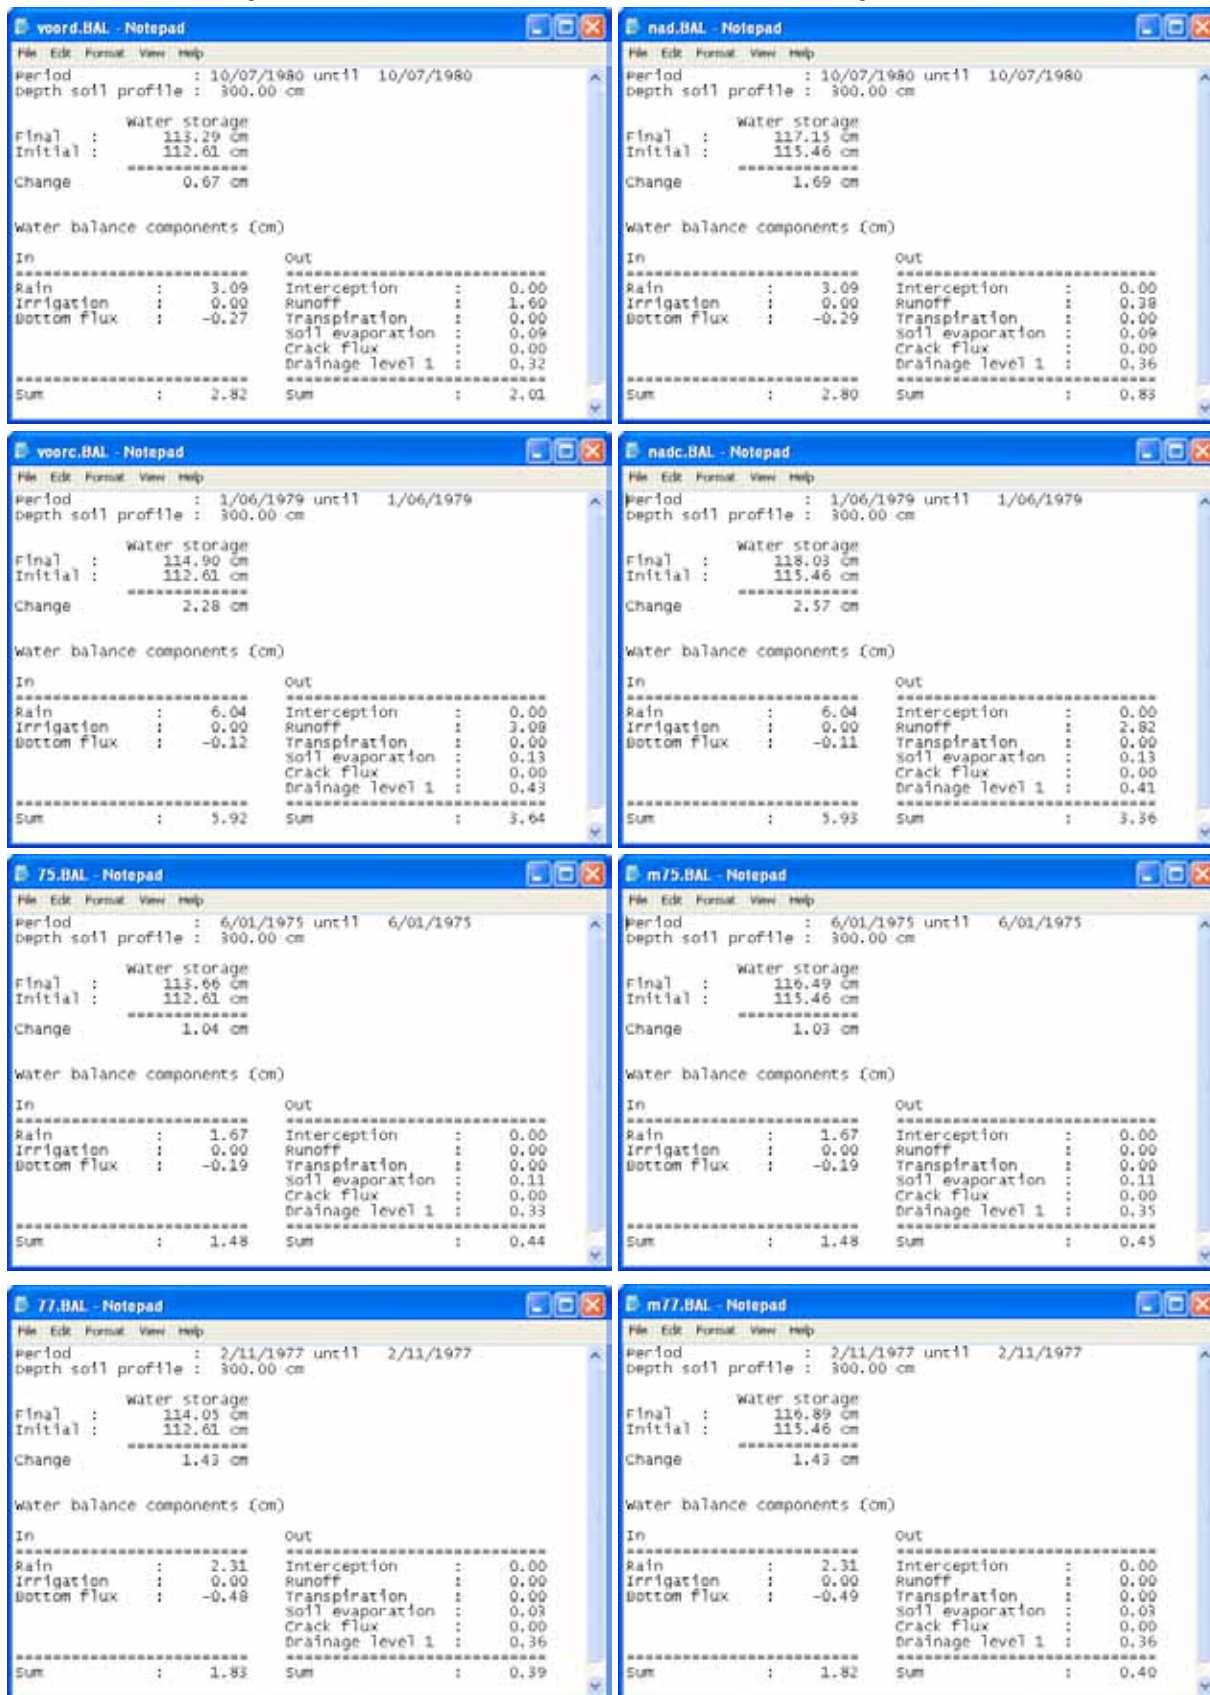 voord.BAL - Notepad
File Edit Format View Help
Period : 10/07/1980 until 10/07/1980
Depth soil profile : 300.00 cm
Water storage
Final : 113.29 cm
Initial : 112.61 cm
=============
Change 0.67 cm
Water balance components (cm)
In Out
========================= =============================
Rain : 3.09 Interception : 0.00
Irrigation : 0.00 Runoff : 1.60
Bottom flux : -0.27 Transpiration : 0.00
Soil evaporation : 0.09
Crack flux : 0.00
Drainage level 1 : 0.32
========================= =============================
Sum : 2.82 Sum : 2.01
nad.BAL - Notepad
File Edit Format View Help
Period : 10/07/1980 until 10/07/1980
Depth soil profile : 300.00 cm
Water storage
Final : 117.15 cm
Initial : 115.46 cm
=============
Change 1.69 cm
Water balance components (cm)
In Out
========================= =============================
Rain : 3.09 Interception : 0.00
Irrigation : 0.00 Runoff : 0.38
Bottom flux : -0.29 Transpiration : 0.00
Soil evaporation : 0.09
Crack flux : 0.00
Drainage level 1 : 0.36
========================= =============================
Sum : 2.80 Sum : 0.83
voorc.BAL - Notepad
File Edit Format View Help
Period : 1/06/1979 until 1/06/1979
Depth soil profile : 300.00 cm
Water storage
Final : 114.90 cm
Initial : 112.61 cm
=============
Change 2.28 cm
Water balance components (cm)
In Out
========================= =============================
Rain : 6.04 Interception : 0.00
Irrigation : 0.00 Runoff : 3.08
Bottom flux : -0.12 Transpiration : 0.00
Soil evaporation : 0.13
Crack flux : 0.00
Drainage level 1 : 0.43
========================= =============================
Sum : 5.92 Sum : 3.64
nadc.BAL - Notepad
File Edit Format View Help
Period : 1/06/1979 until 1/06/1979
Depth soil profile : 300.00 cm
Water storage
Final : 118.03 cm
Initial : 115.46 cm
=============
Change 2.57 cm
Water balance components (cm)
In Out
========================= =============================
Rain : 6.04 Interception : 0.00
Irrigation : 0.00 Runoff : 2.82
Bottom flux : -0.11 Transpiration : 0.00
Soil evaporation : 0.13
Crack flux : 0.00
Drainage level 1 : 0.41
========================= =============================
Sum : 5.93 Sum : 3.36
75.BAL - Notepad
File Edit Format View Help
Period : 6/01/1975 until 6/01/1975
Depth soil profile : 300.00 cm
Water storage
Final : 113.66 cm
Initial : 112.61 cm
=============
Change 1.04 cm
Water balance components (cm)
In Out
========================= =============================
Rain : 1.67 Interception : 0.00
Irrigation : 0.00 Runoff : 0.00
Bottom flux : -0.19 Transpiration : 0.00
Soil evaporation : 0.11
Crack flux : 0.00
Drainage level 1 : 0.33
========================= =============================
Sum : 1.48 Sum : 0.44
m75.BAL - Notepad
File Edit Format View Help
Period : 6/01/1975 until 6/01/1975
Depth soil profile : 300.00 cm
Water storage
Final : 116.49 cm
Initial : 115.46 cm
=============
Change 1.03 cm
Water balance components (cm)
In Out
========================= =============================
Rain : 1.67 Interception : 0.00
Irrigation : 0.00 Runoff : 0.00
Bottom flux : -0.19 Transpiration : 0.00
Soil evaporation : 0.11
Crack flux : 0.00
Drainage level 1 : 0.35
========================= =============================
Sum : 1.48 Sum : 0.45
77.BAL - Notepad
File Edit Format View Help
Period : 2/11/1977 until 2/11/1977
Depth soil profile : 300.00 cm
Water storage
Final : 114.05 cm
Initial : 112.61 cm
=============
Change 1.43 cm
Water balance components (cm)
In Out
========================= =============================
Rain : 2.31 Interception : 0.00
Irrigation : 0.00 Runoff : 0.00
Bottom flux : -0.48 Transpiration : 0.00
Soil evaporation : 0.03
Crack flux : 0.00
Drainage level 1 : 0.36
========================= =============================
Sum : 1.83 Sum : 0.39
m77.BAL - Notepad
File Edit Format View Help
Period : 2/11/1977 until 2/11/1977
Depth soil profile : 300.00 cm
Water storage
Final : 116.89 cm
Initial : 115.46 cm
=============
Change 1.43 cm
Water balance components (cm)
In Out
========================= =============================
Rain : 2.31 Interception : 0.00
Irrigation : 0.00 Runoff : 0.00
Bottom flux : -0.49 Transpiration : 0.00
Soil evaporation : 0.03
Crack flux : 0.00
Drainage level 1 : 0.36
========================= =============================
Sum : 1.82 Sum : 0.40